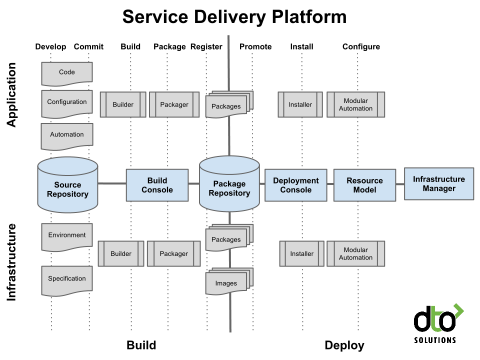 Service Delivery Platform
Develop Commit Build Package Register Promote Install Configure
Application
Code
Configuration
Automation
Builder
Packager
Packages
Installer
Modular
Automation
Source
Repository
Build
Console
Package
Repository
Deployment
Console
Resource
Model
Infrastructure
Manager
Infrastructure
Environment
Specification
Builder
Packager
Packages
Images
Installer
Modular
Automation
Build
Deploy
dto
SOLUTIONS